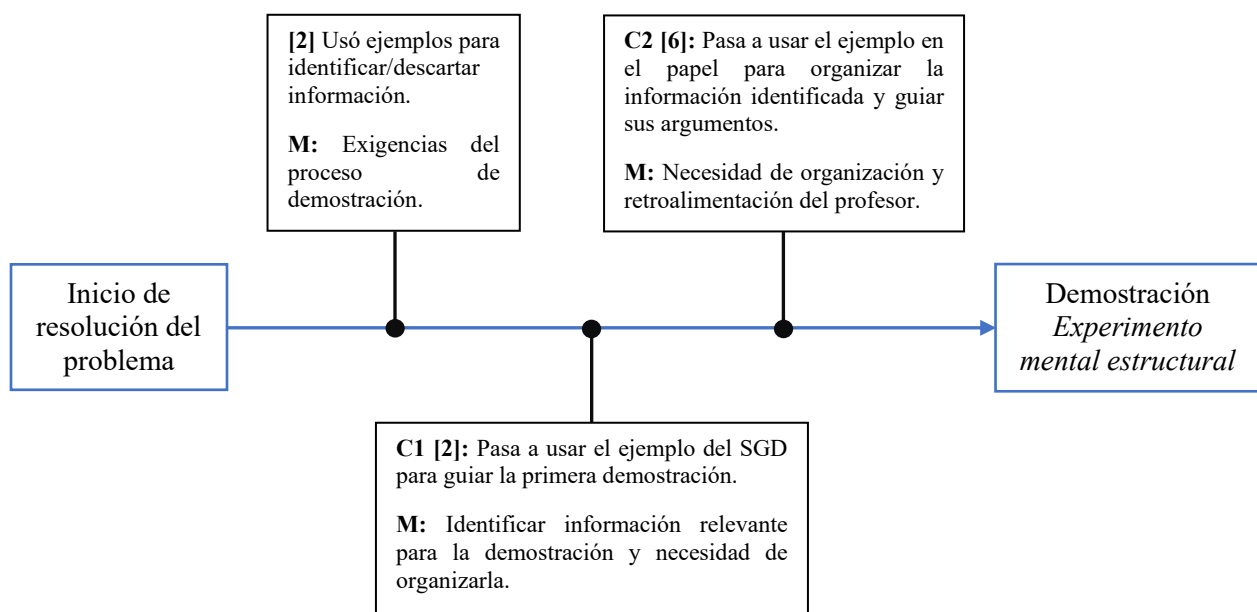 [2] Usó ejemplos para
identificar/descartar
información.
M: Exigencias del
proceso de
demostración.
C2 [6]: Pasa a usar el ejemplo en
el papel para organizar la
información identificada y guiar
sus argumentos.
M: Necesidad de organización y
retroalimentación del profesor.
Inicio de
resolución del
problema
Demostración
Experimento
mental estructural
C1 [2]: Pasa a usar el ejemplo del SGD
para guiar la primera demostración.
M: Identificar información relevante
para la demostración y necesidad de
organizarla.